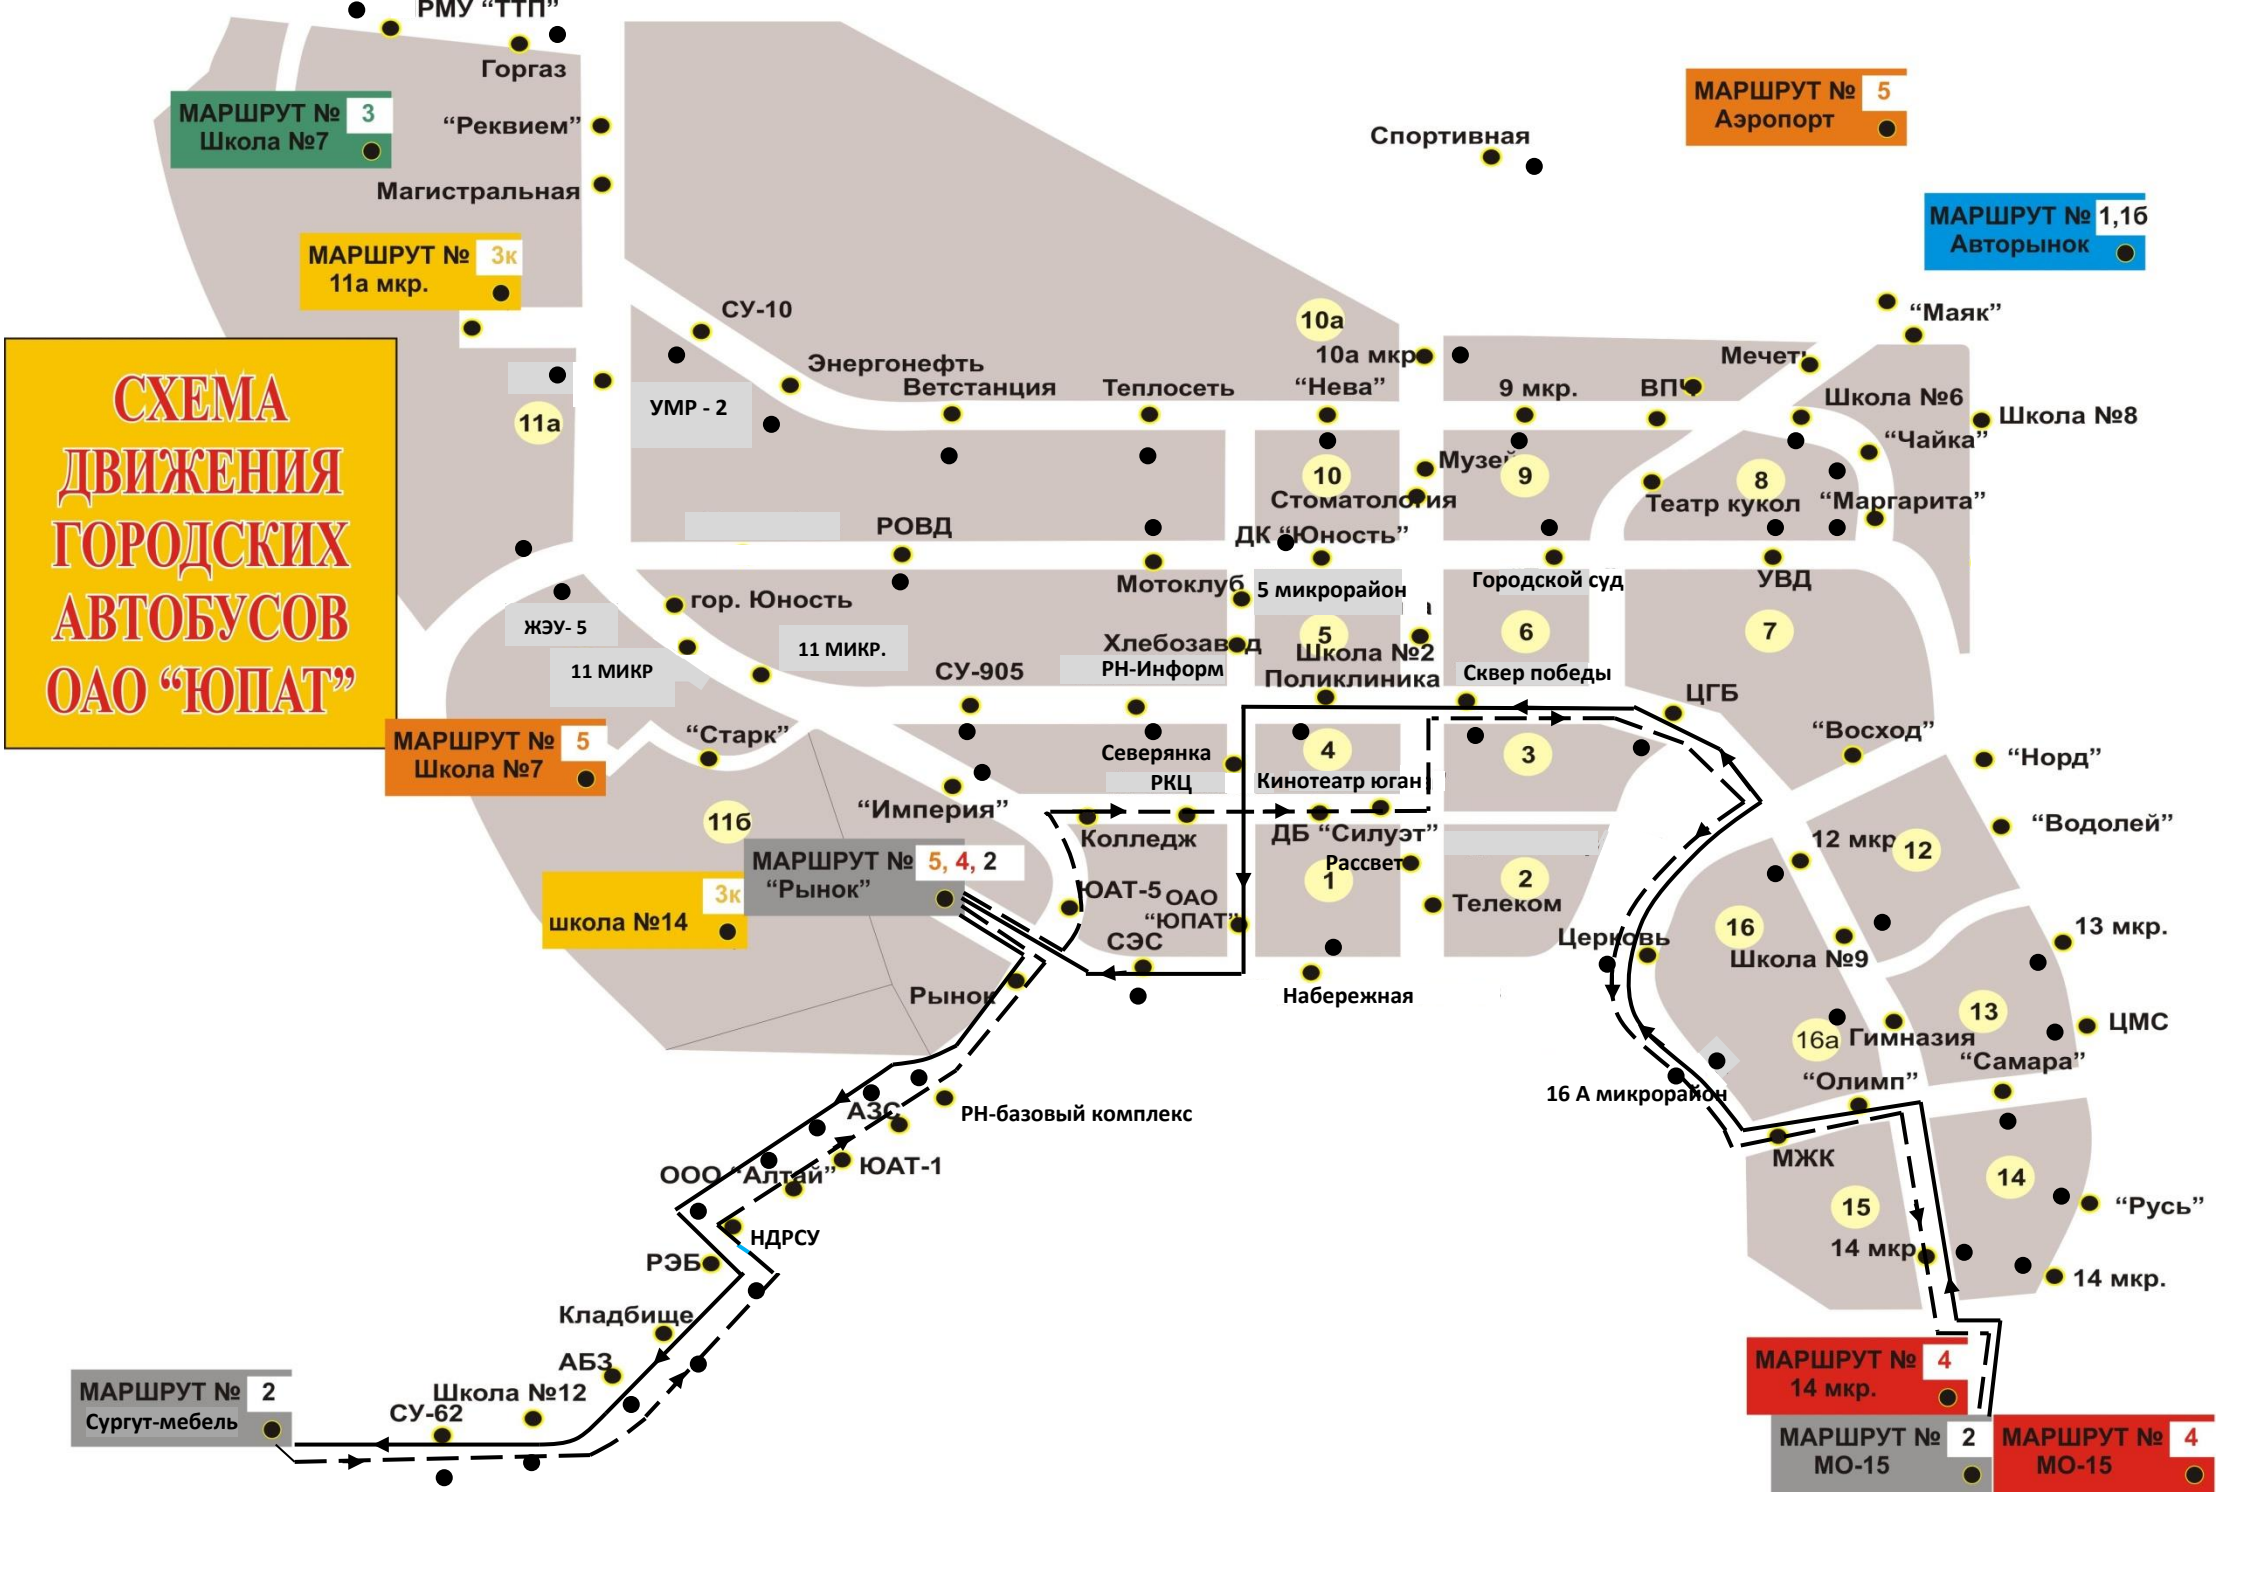 РМУ “ТТП”
Горгаз
МАРШРУТ № 3
Школа №7
“Реквием”
Магистральная
Спортивная
МАРШРУТ № 5
Аэропорт
МАРШРУТ № 1,1б
Авторынок
МАРШРУТ № 3к
11а мкр.
СУ-10
10а
“Маяк”
СХЕМА
ДВИЖЕНИЯ
ГОРОДСКИХ
АВТОБУСОВ
ОАО “ЮПАТ”
Энергонефть
10а мкр
Мечеть
УМР - 2
Ветстанция
Теплосеть
“Нева”
9 мкр.
ВПЧ
Школа №6
Школа №8
11а
“Чайка”
Музей
10
9
8
Стоматология
Театр кукол
“Маргарита”
РОВД
ДК “Юность”
Мотоклуб
5 микрорайон
Городской суд
УВД
гор. Юность
ЖЭУ- 5
11 МИКР.
11 МИКР
Хлебозавод
5
6
7
Школа №2
СУ-905
РН-Информ
Поликлиника
Сквер победы
ЦГБ
МАРШРУТ № 5
Школа №7
“Старк”
“Восход”
“Норд”
Северянка
4
3
РКЦ
Кинотеатр юган
“Империя”
11б
Колледж
ДБ “Силуэт”
12 мкр
12
“Водолей”
МАРШРУТ № 5, 4, 2
“Рынок”
Рассвет
1
2
3к
школа №14
ЮАТ-5
ОАО
“ЮПАТ”
Телеком
СЭС
Церковь
16
Школа №9
13 мкр.
Рынок
Набережная
13
ЦМС
16а
Гимназия
“Самара”
“Олимп”
16 А микрорайон
АЗС
РН-базовый комплекс
МЖК
ООО “Алтай”
ЮАТ-1
14
15
“Русь”
НДРСУ
14 мкр
РЭБ
14 мкр.
Кладбище
АБЗ
МАРШРУТ № 4
14 мкр.
МАРШРУТ № 2
Сургут-мебель
Школа №12
СУ-62
МАРШРУТ № 2
МО-15
МАРШРУТ № 4
МО-15